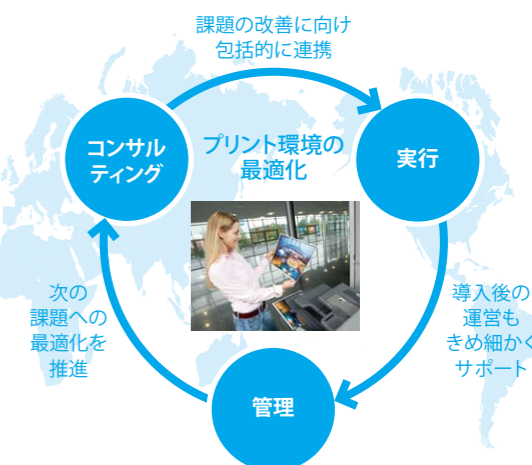 課題の改善に向け
包括的に連携
コンサル
ティング
プリント環境の
最適化
実行
次の
課題への
最適化を
推進
導入後の
運営も
きめ細かく
サポート
管理